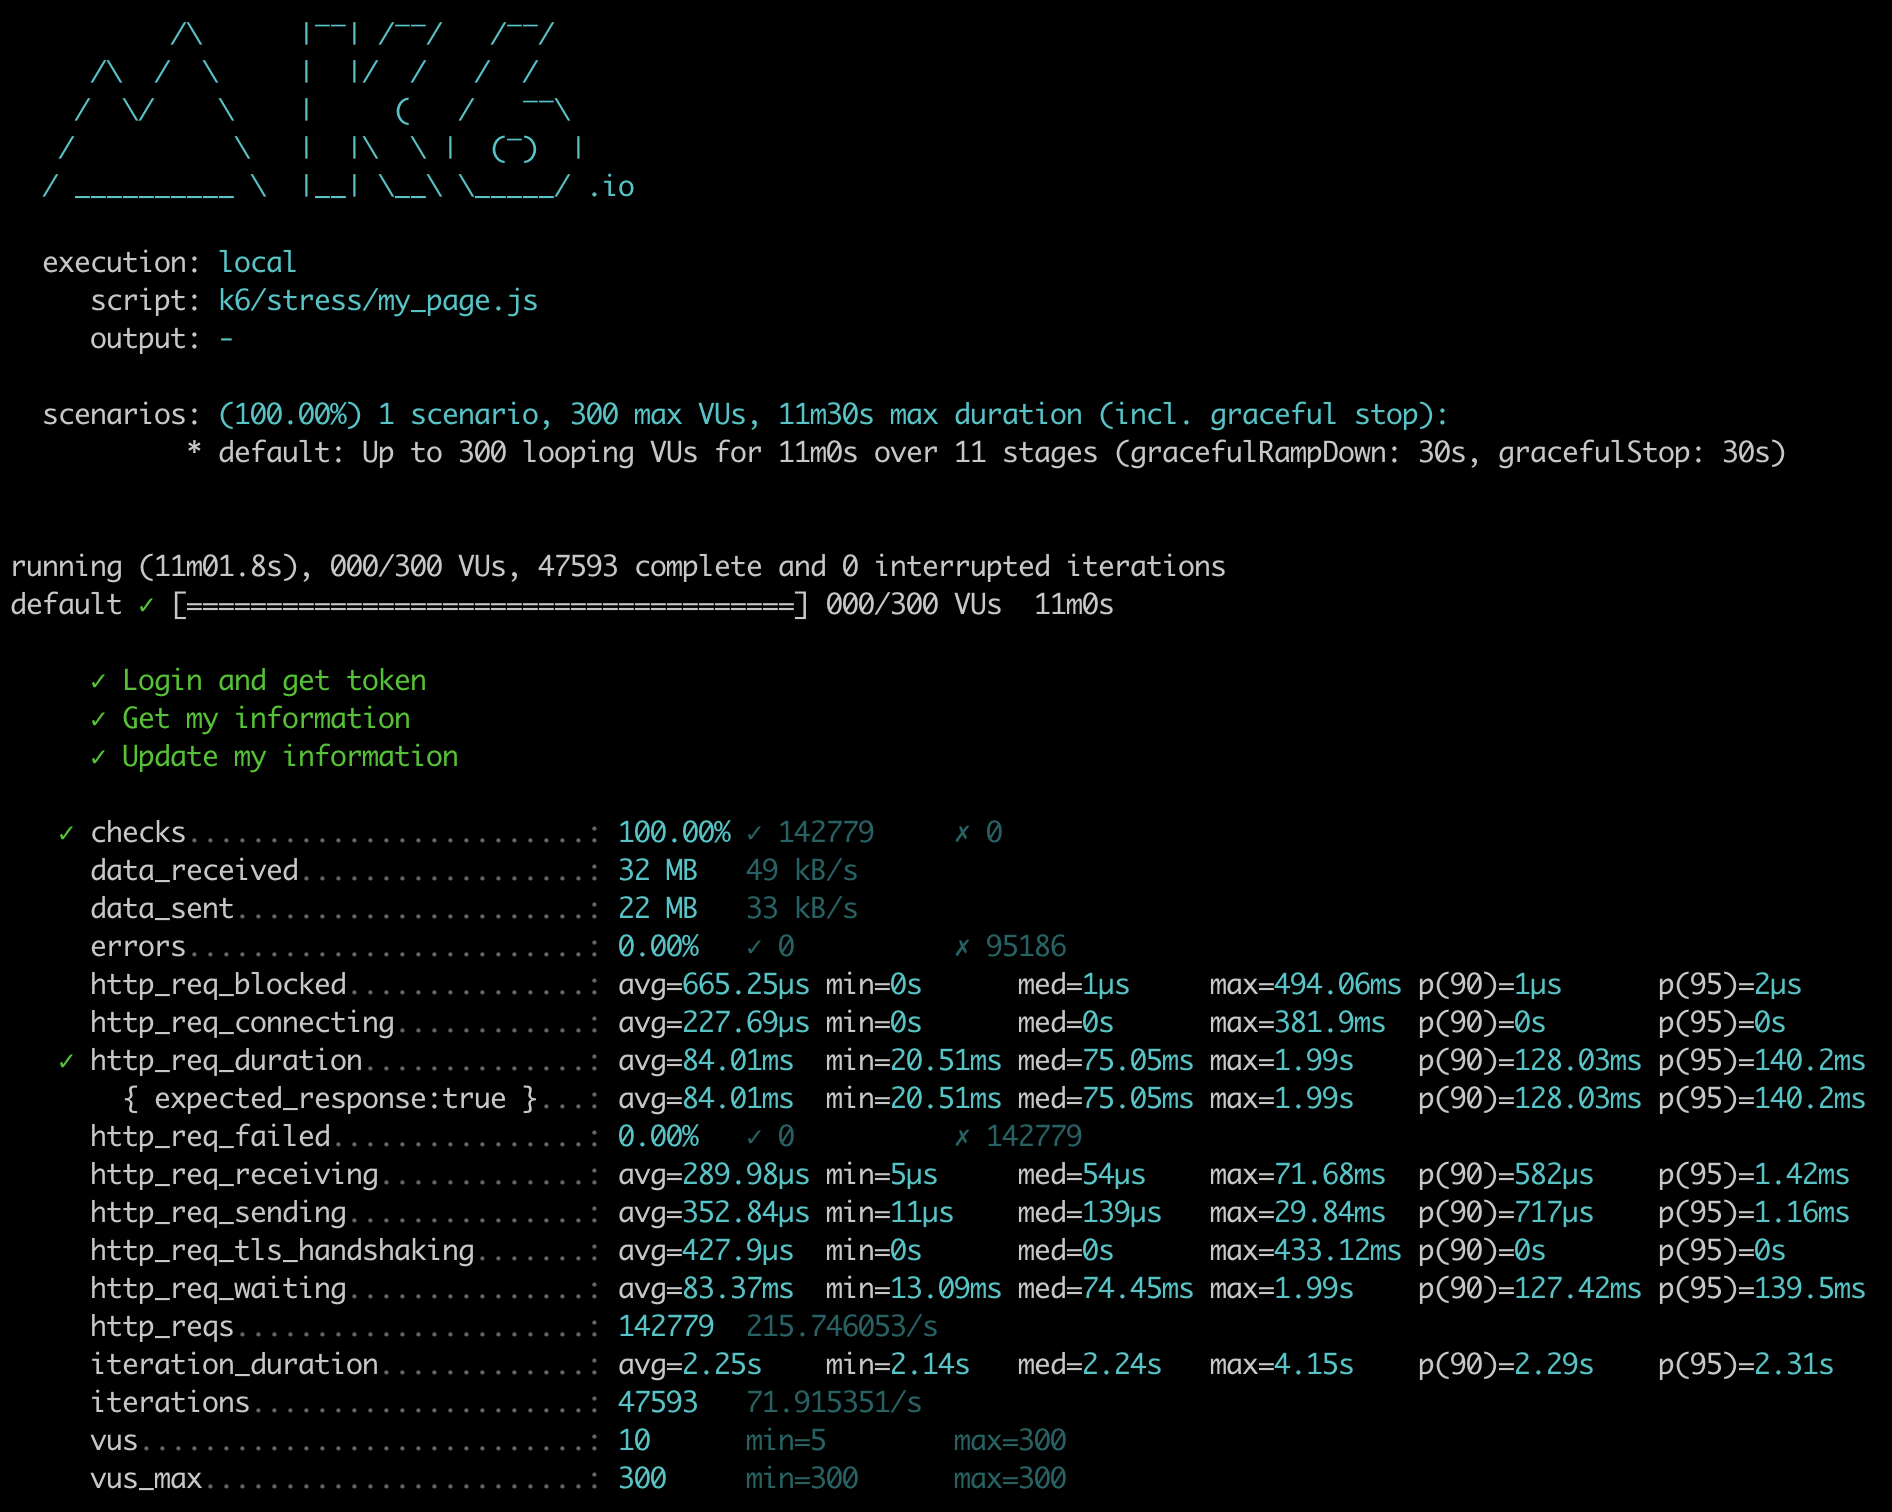 /\      |‾‾| /‾‾/   /‾‾/
     /\  /  \     |  |/  /   /  /
    /  \/    \    |     (   /   ‾‾\
   /          \   |  |\  \ |  (‾)  |
  / __________ \  |__| \__\ \_____/ .io

  execution: local
     script: k6/stress/my_page.js
     output: -

  scenarios: (100.00%) 1 scenario, 300 max VUs, 11m30s max duration (incl. graceful stop):
           * default: Up to 300 looping VUs for 11m0s over 11 stages (gracefulRampDown: 30s, gracefulStop: 30s)


running (11m01.8s), 000/300 VUs, 47593 complete and 0 interrupted iterations
default ✓ [======================================] 000/300 VUs  11m0s

     ✓ Login and get token
     ✓ Get my information
     ✓ Update my information

   ✓ checks.........................: 100.00% ✓ 142779     ✗ 0
     data_received..................: 32 MB   49 kB/s
     data_sent......................: 22 MB   33 kB/s
     errors.........................: 0.00%   ✓ 0          ✗ 95186
     http_req_blocked...............: avg=665.25µs min=0s      med=1µs     max=494.06ms p(90)=1µs      p(95)=2µs
     http_req_connecting............: avg=227.69µs min=0s      med=0s      max=381.9ms  p(90)=0s       p(95)=0s
   ✓ http_req_duration..............: avg=84.01ms  min=20.51ms med=75.05ms max=1.99s    p(90)=128.03ms p(95)=140.2ms
       { expected_response:true }...: avg=84.01ms  min=20.51ms med=75.05ms max=1.99s    p(90)=128.03ms p(95)=140.2ms
     http_req_failed................: 0.00%   ✓ 0          ✗ 142779
     http_req_receiving.............: avg=289.98µs min=5µs     med=54µs    max=71.68ms  p(90)=582µs    p(95)=1.42ms
     http_req_sending...............: avg=352.84µs min=11µs    med=139µs   max=29.84ms  p(90)=717µs    p(95)=1.16ms
     http_req_tls_handshaking.......: avg=427.9µs  min=0s      med=0s      max=433.12ms p(90)=0s       p(95)=0s
     http_req_waiting...............: avg=83.37ms  min=13.09ms med=74.45ms max=1.99s    p(90)=127.42ms p(95)=139.5ms
     http_reqs......................: 142779  215.746053/s
     iteration_duration.............: avg=2.25s    min=2.14s   med=2.24s   max=4.15s    p(90)=2.29s    p(95)=2.31s
     iterations.....................: 47593   71.915351/s
     vus............................: 10      min=5        max=300
     vus_max........................: 300     min=300      max=300